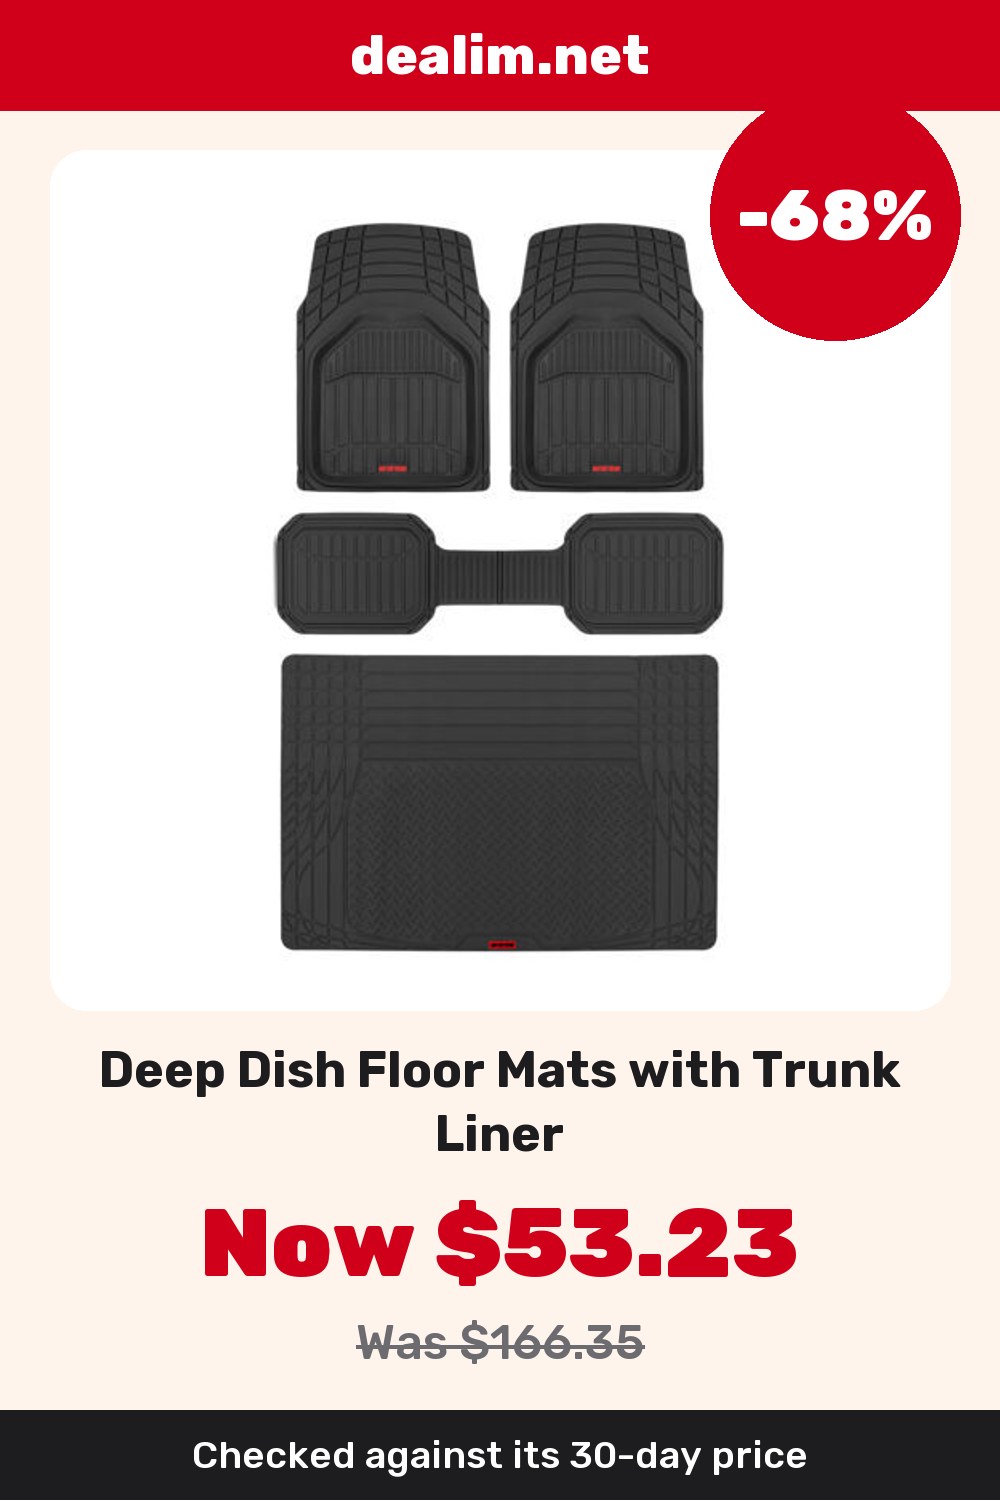 dealim.net
-68%
Deep Dish Floor Mats with Trunk
Liner
Now $53.23
Was $166.35
Checked against its 30-day price